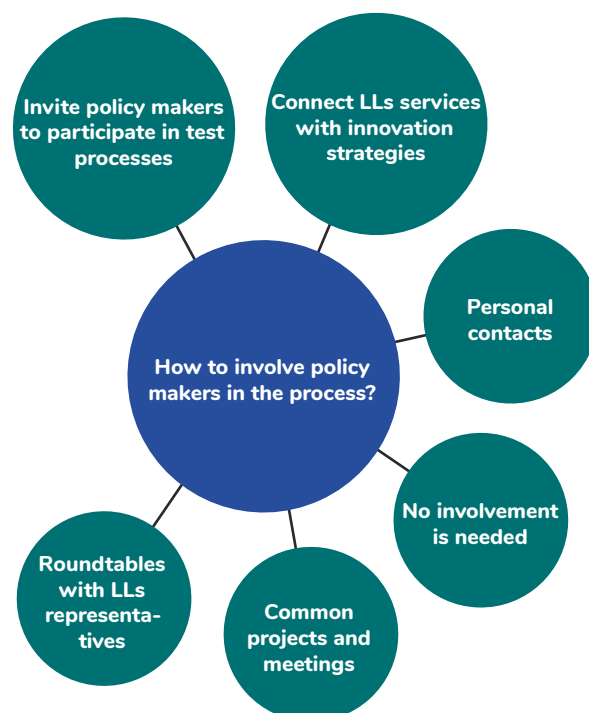 Invite policy makers
to participate in test
processes
Connect LLs services
with innovation
strategies
Personal
contacts
How to involve policy
makers in the process?
No involvement
is needed
Roundtables
with LLs
representa-
tives
Common
projects and
meetings